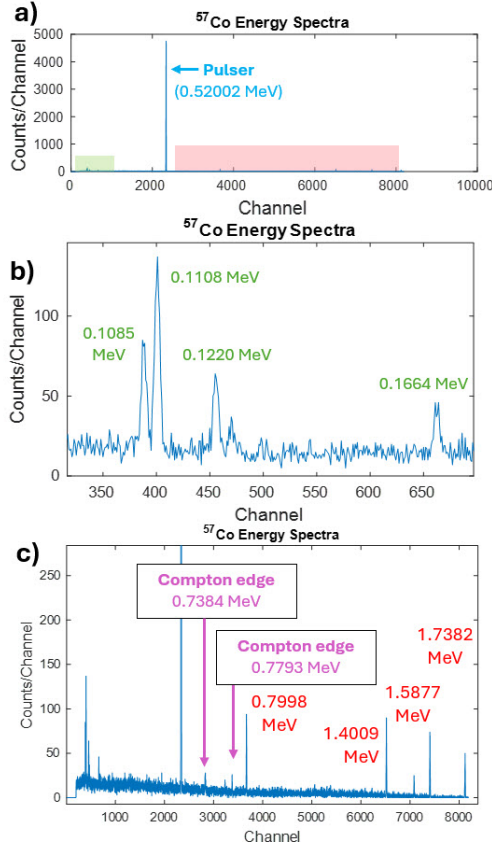 a)
⁵⁷Co Energy Spectra
5000
4000
3000
2000
1000
0
Counts/Channel
Pulser
(0.52002 MeV)
0
2000
4000
6000
8000
10000
Channel
b)
⁵⁷Co Energy Spectra
100
50
0
Counts/Channel
0.1085
MeV
0.1108 MeV
0.1220 MeV
0.1664 MeV
350
400
450
500
550
600
650
Channel
c)
⁵⁷Co Energy Spectra
250
200
150
100
50
0
Counts/Channel
Compton edge
0.7384 MeV
Compton edge
0.7793 MeV
0.7998
MeV
1.4009
MeV
1.5877
MeV
1.7382
MeV
1000
2000
3000
4000
5000
6000
7000
8000
Channel